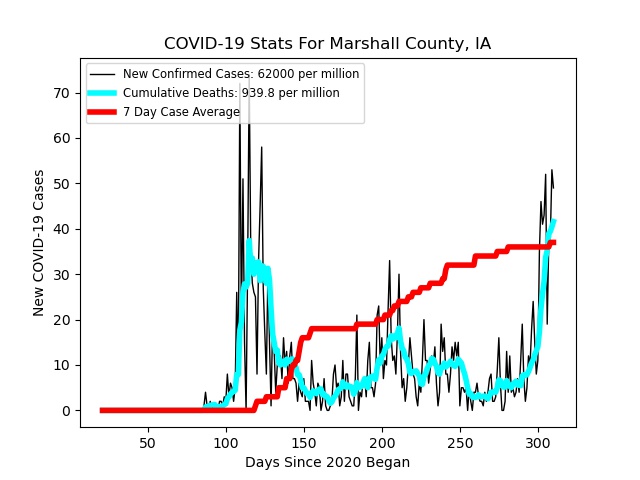 COVID-19 Stats For Marshall County, IA
New Confirmed Cases: 62000 per million
Cumulative Deaths: 939.8 per million
7 Day Case Average
New COVID-19 Cases
70
60
50
40
30
20
10
0
50 100 150 200 250 300
Days Since 2020 Began